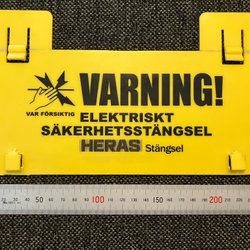 VARNING!
VAR FÖRSIKTIG
ELEKTRISKT
SÄKERHETSSTÄNGSEL
HERAS Stängsel
50 100 150 200